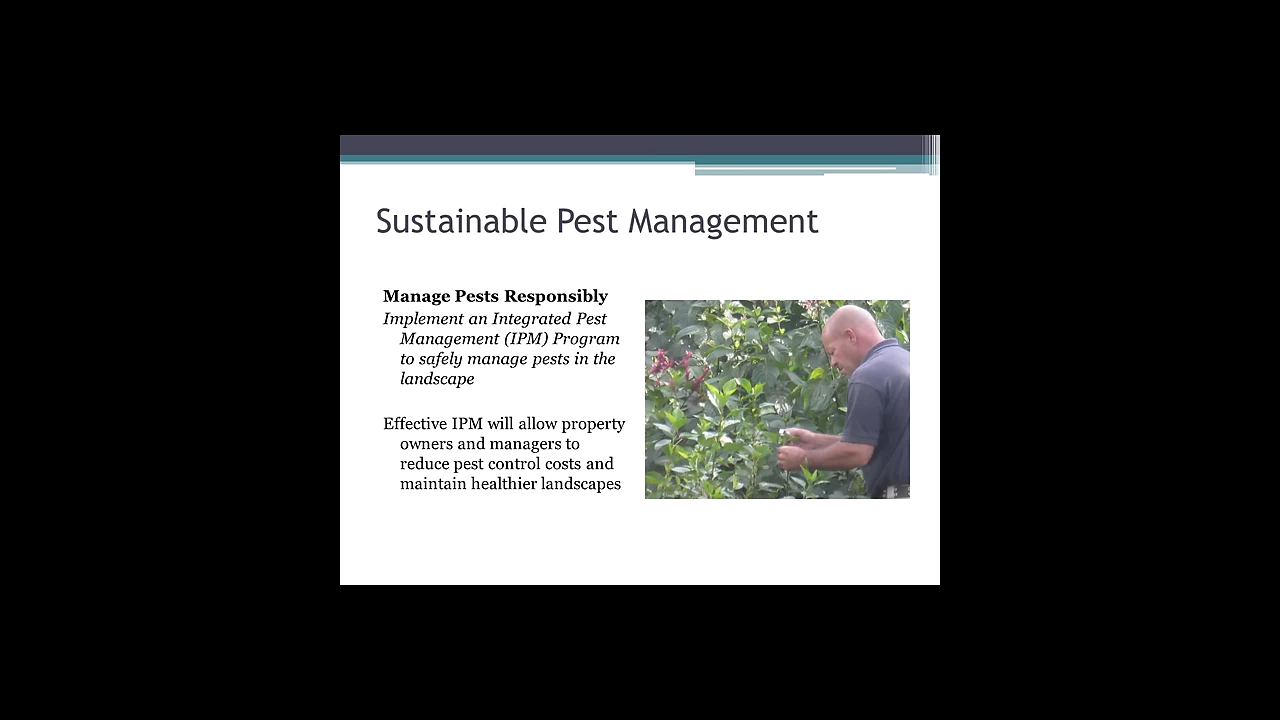 Sustainable Pest Management
Manage Pests Responsibly
Implement an Integrated Pest
Management (IPM) Program
to safely manage pests in the
landscape
Effective IPM will allow property
owners and managers to
reduce pest control costs and
maintain healthier landscapes